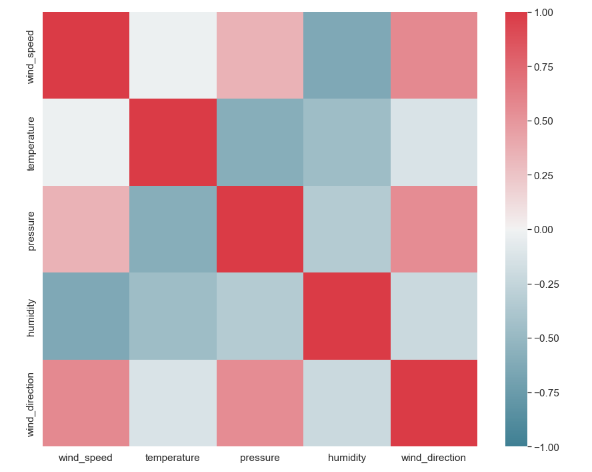 wind_speed
temperature
pressure
humidity
wind_direction
wind_speed temperature pressure humidity wind_direction
1.00
0.75
0.50
0.25
0.00
−0.25
−0.50
−0.75
−1.00